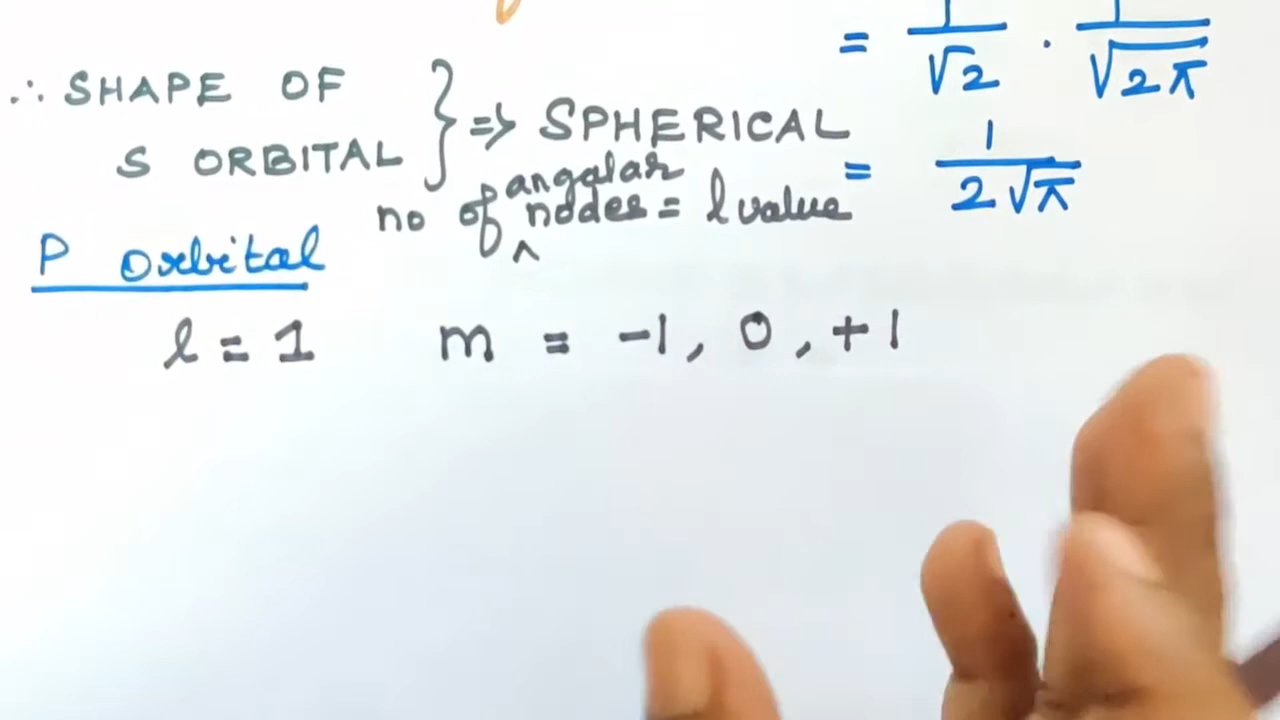 = 1/√2 · 1/√2π
∴ SHAPE OF
S ORBITAL } => SPHERICAL
= 1/2√π
no of angular nodes = l value
P Orbital
l = 1 m = -1, 0, +1